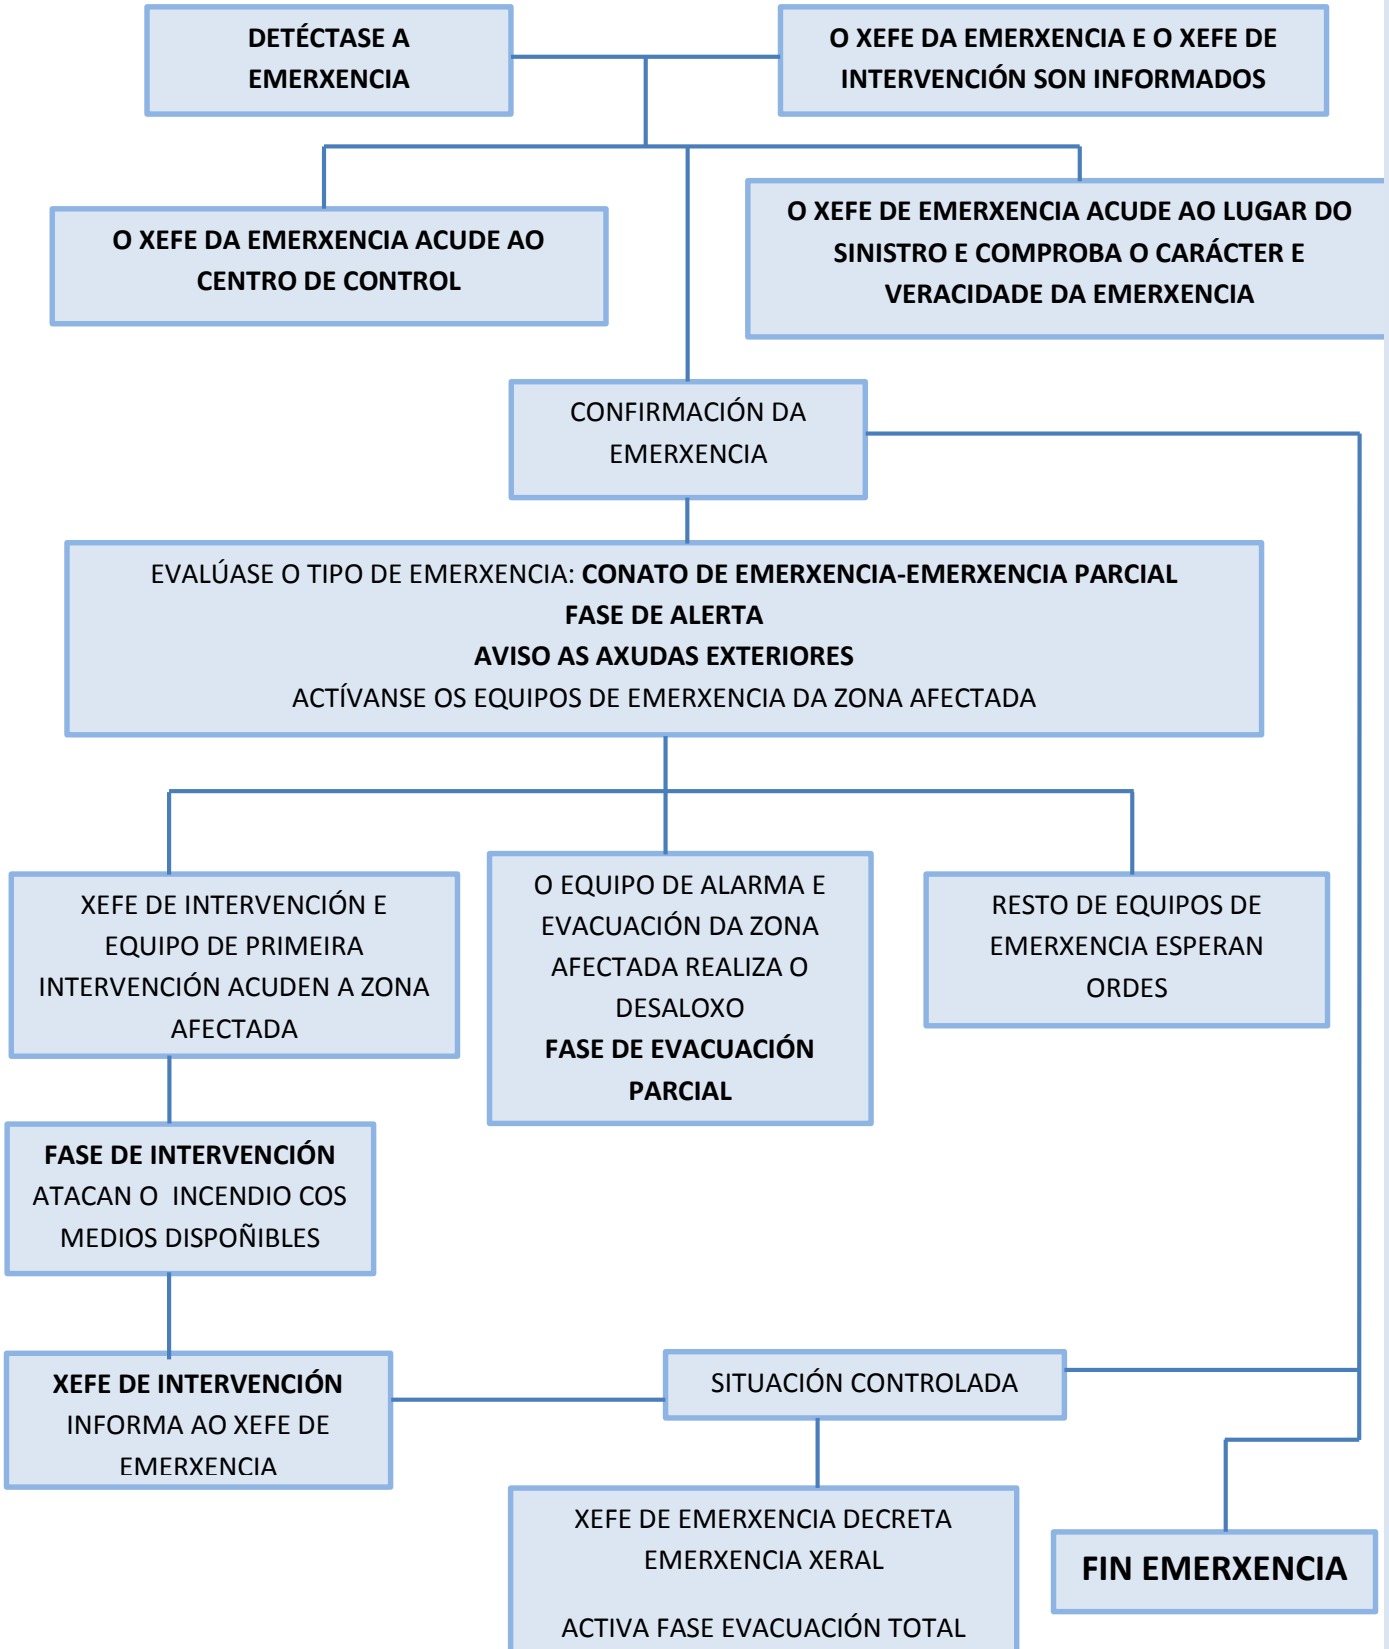 DETÉCTASE A
EMERXENCIA
O XEFE DA EMERXENCIA E O XEFE DE
INTERVENCIÓN SON INFORMADOS
O XEFE DA EMERXENCIA ACUDE AO
CENTRO DE CONTROL
O XEFE DE EMERXENCIA ACUDE AO LUGAR DO
SINISTRO E COMPROBA O CARÁCTER E
VERACIDADE DA EMERXENCIA
CONFIRMACIÓN DA
EMERXENCIA
EVALÚASE O TIPO DE EMERXENCIA: CONATO DE EMERXENCIA-EMERXENCIA PARCIAL
FASE DE ALERTA
AVISO AS AXUDAS EXTERIORES
ACTÍVANSE OS EQUIPOS DE EMERXENCIA DA ZONA AFECTADA
XEFE DE INTERVENCIÓN E
EQUIPO DE PRIMEIRA
INTERVENCIÓN ACUDEN A ZONA
AFECTADA
O EQUIPO DE ALARMA E
EVACUACIÓN DA ZONA
AFECTADA REALIZA O
DESALOXO
FASE DE EVACUACIÓN
PARCIAL
RESTO DE EQUIPOS DE
EMERXENCIA ESPERAN
ORDES
FASE DE INTERVENCIÓN
ATACAN O INCENDIO COS
MEDIOS DISPOÑIBLES
XEFE DE INTERVENCIÓN
INFORMA AO XEFE DE
EMERXENCIA
SITUACIÓN CONTROLADA
XEFE DE EMERXENCIA DECRETA
EMERXENCIA XERAL
ACTIVA FASE EVACUACIÓN TOTAL
FIN EMERXENCIA